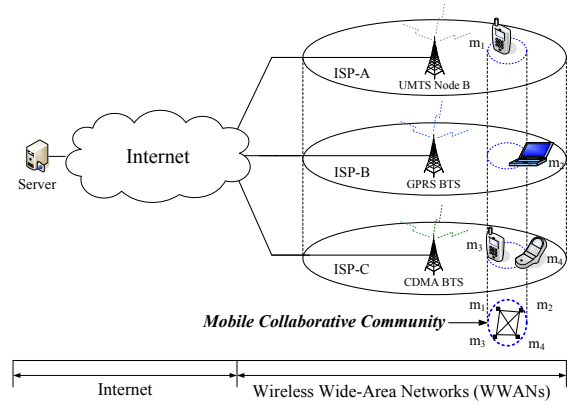 m1
ISP-A
UMTS Node B
Internet
Server
ISP-B
GPRS BTS
m2
m3
m4
ISP-C
CDMA BTS
m1
m2
Mobile Collaborative Community
m3
m4
Internet
Wireless Wide-Area Networks (WWANs)